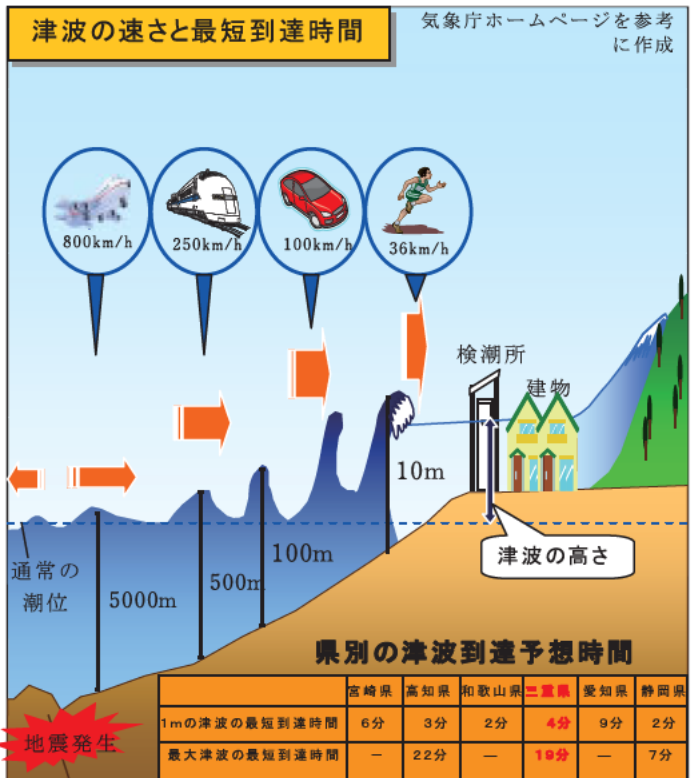 津波の速さと最短到達時間
気象庁ホームページを参考
に作成
800km/h
250km/h
100km/h
36km/h
検潮所
建物
10m
津波の高さ
100m
500m
5000m
通常の
潮位
地震発生
県別の津波到達予想時間
宮崎県 高知県 和歌山県 三重県 愛知県 静岡県
1mの津波の最短到達時間 6分 3分 2分 4分 9分 2分
最大津波の最短到達時間 － 22分 － 19分 － 7分